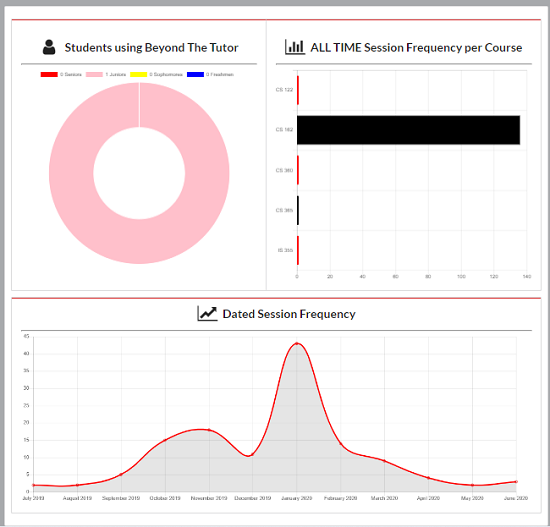 Students using Beyond The Tutor
0 Seniors 1 Juniors 0 Sophomores 0 Freshmen
ALL TIME Session Frequency per Course
CS 122
CS 162
CS 360
CS 365
IS 355
0 20 40 60 80 100 120 140
Dated Session Frequency
45
40
35
30
25
20
15
10
5
0
July 2019 August 2019 September 2019 October 2019 November 2019 December 2019 January 2020 February 2020 March 2020 April 2020 May 2020 June 2020